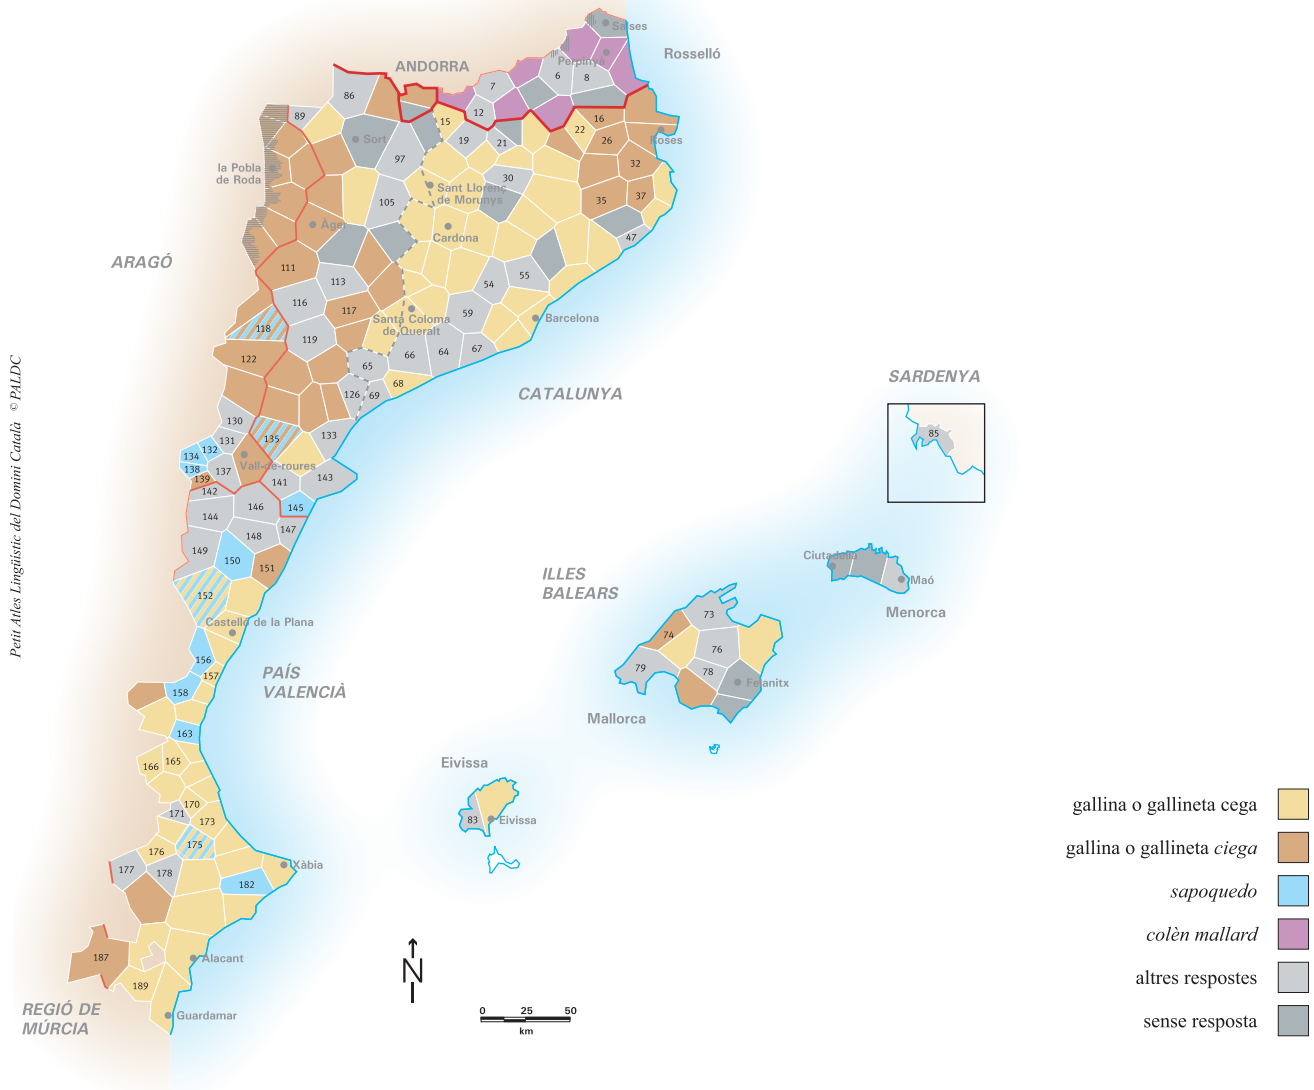 Salses
Rosselló
Perpinyà
ANDORRA
7
6
8
86
12
89
15
16
22
Roses
Sort
19
21
26
97
32
la Pobla
de Roda
30
Sant Llorenç
de Morunys
105
35
37
Àger
Cardona
47
ARAGÓ
111
113
54
55
116
117
59
118
Santa Coloma
de Queralt
Barcelona
119
122
65
66
64
67
68
126
69
CATALUNYA
SARDENYA
85
130
131
135
133
132
134
138
Vall-de-roures
137
139
141
143
142
144
146
145
147
148
149
150
151
152
Castelló de la Plana
156
157
158
163
PAÍS
VALENCIÀ
165
166
170
171
173
175
176
177
178
Xàbia
182
187
Alacant
189
REGIÓ DE
MÚRCIA
Guardamar
ILLES
BALEARS
Ciutadella
Maó
Menorca
73
74
76
79
78
Felanitx
Mallorca
Eivissa
83
Eivissa
N
0 25 50
km
gallina o gallineta cega
gallina o gallineta ciega
sapoquedo
colèn mallard
altres respostes
sense resposta
Petit Atles Lingüístic del Domini Català © PALDC